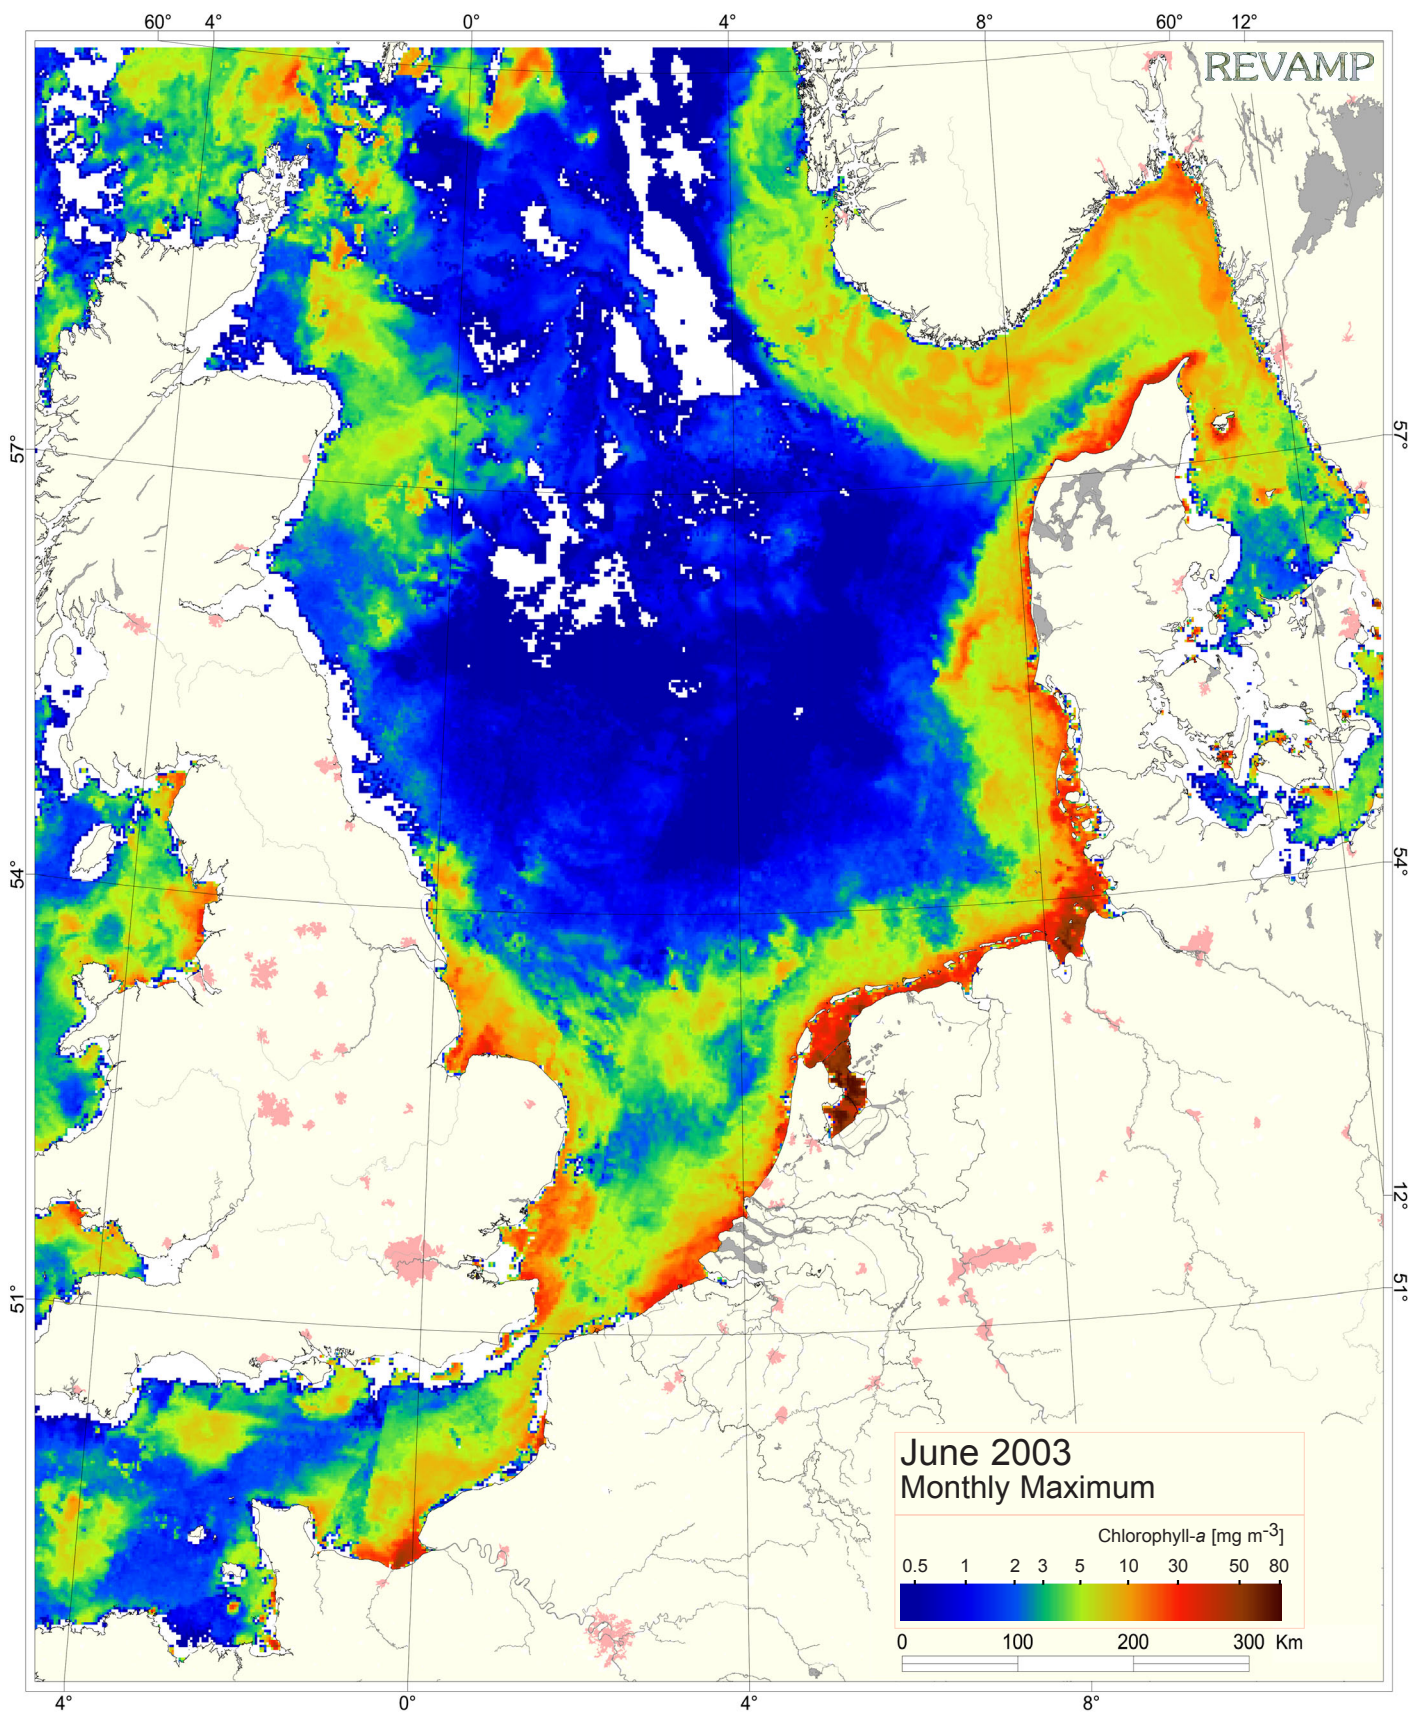 60° 4° 0° 4° 8° 60° 12°
REVAMP
57° 57°
54° 54°
12°
51° 51°
June 2003
Monthly Maximum
Chlorophyll-a [mg m-3]
0.5 1 2 3 5 10 30 50 80
0 100 200 300 Km
4° 0° 4° 8°